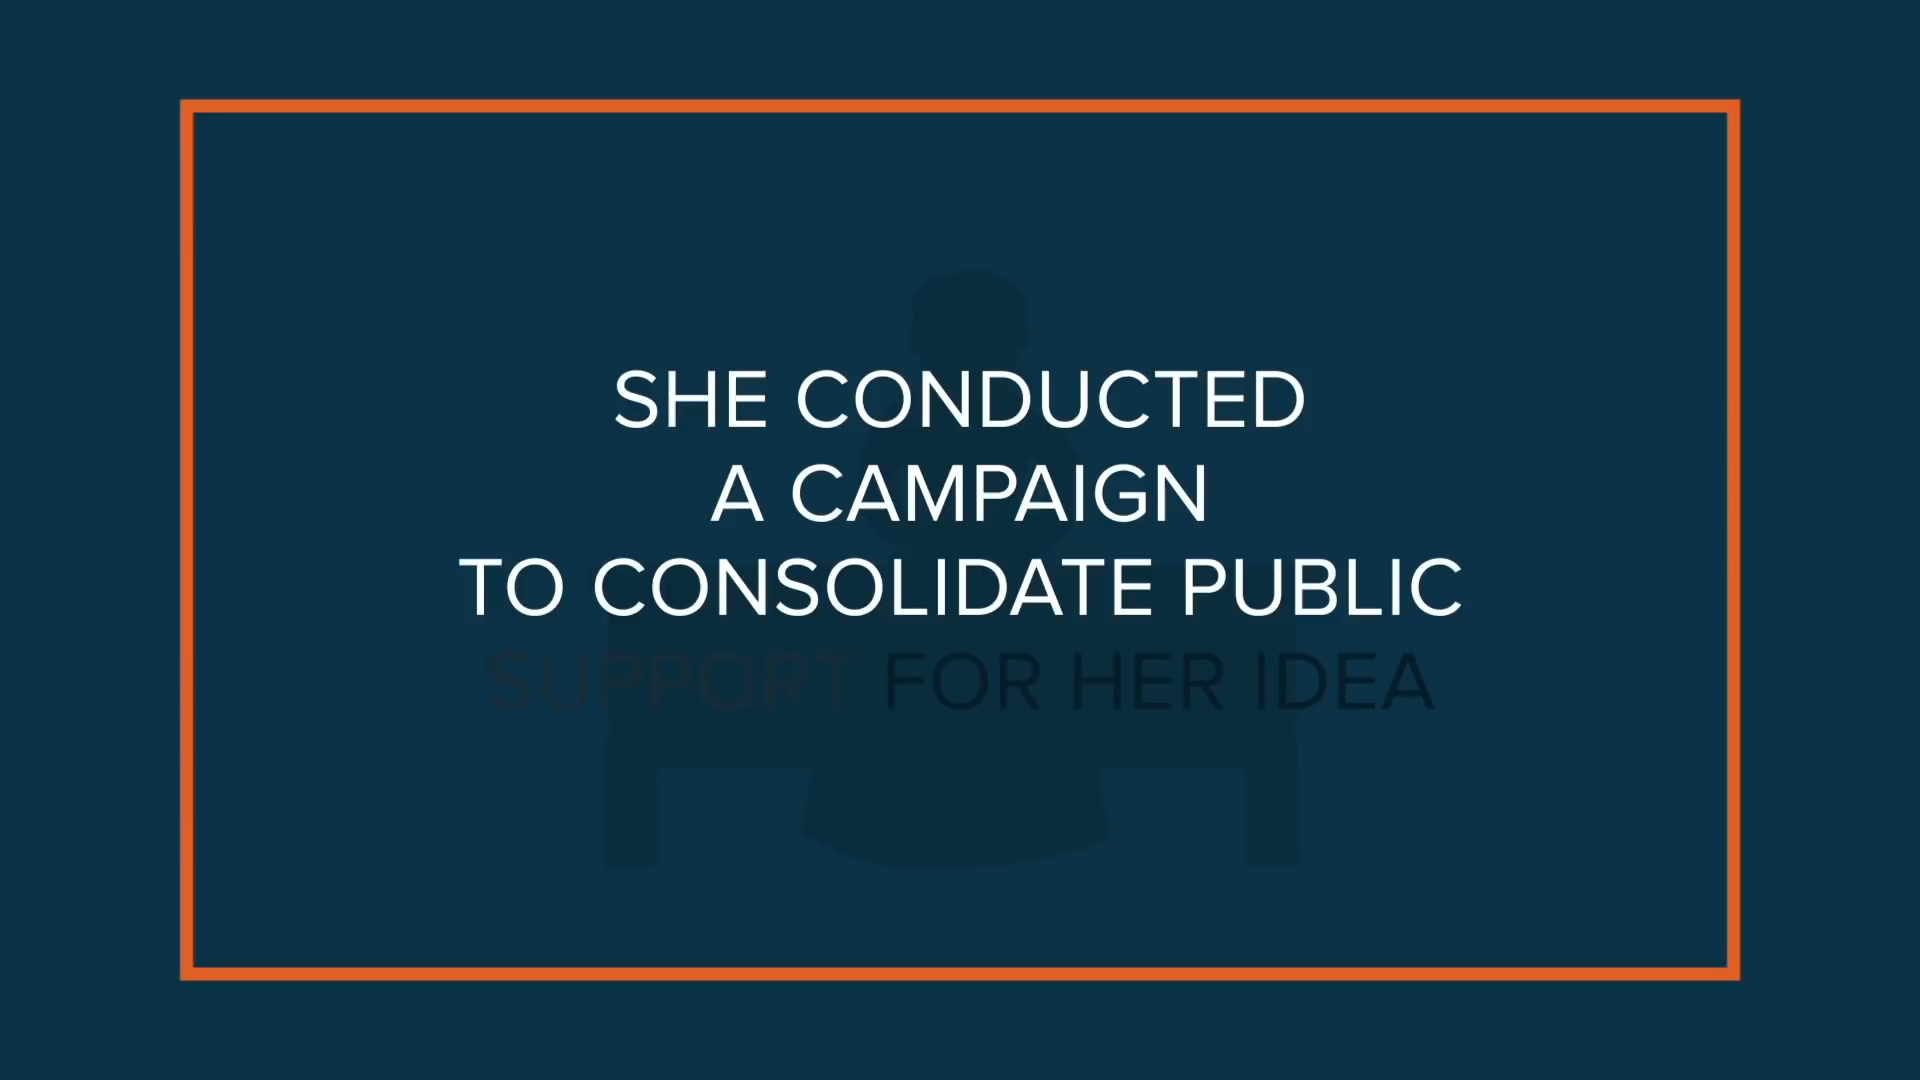 SHE CONDUCTED
A CAMPAIGN
TO CONSOLIDATE PUBLIC
SUPPORT FOR HER IDEA